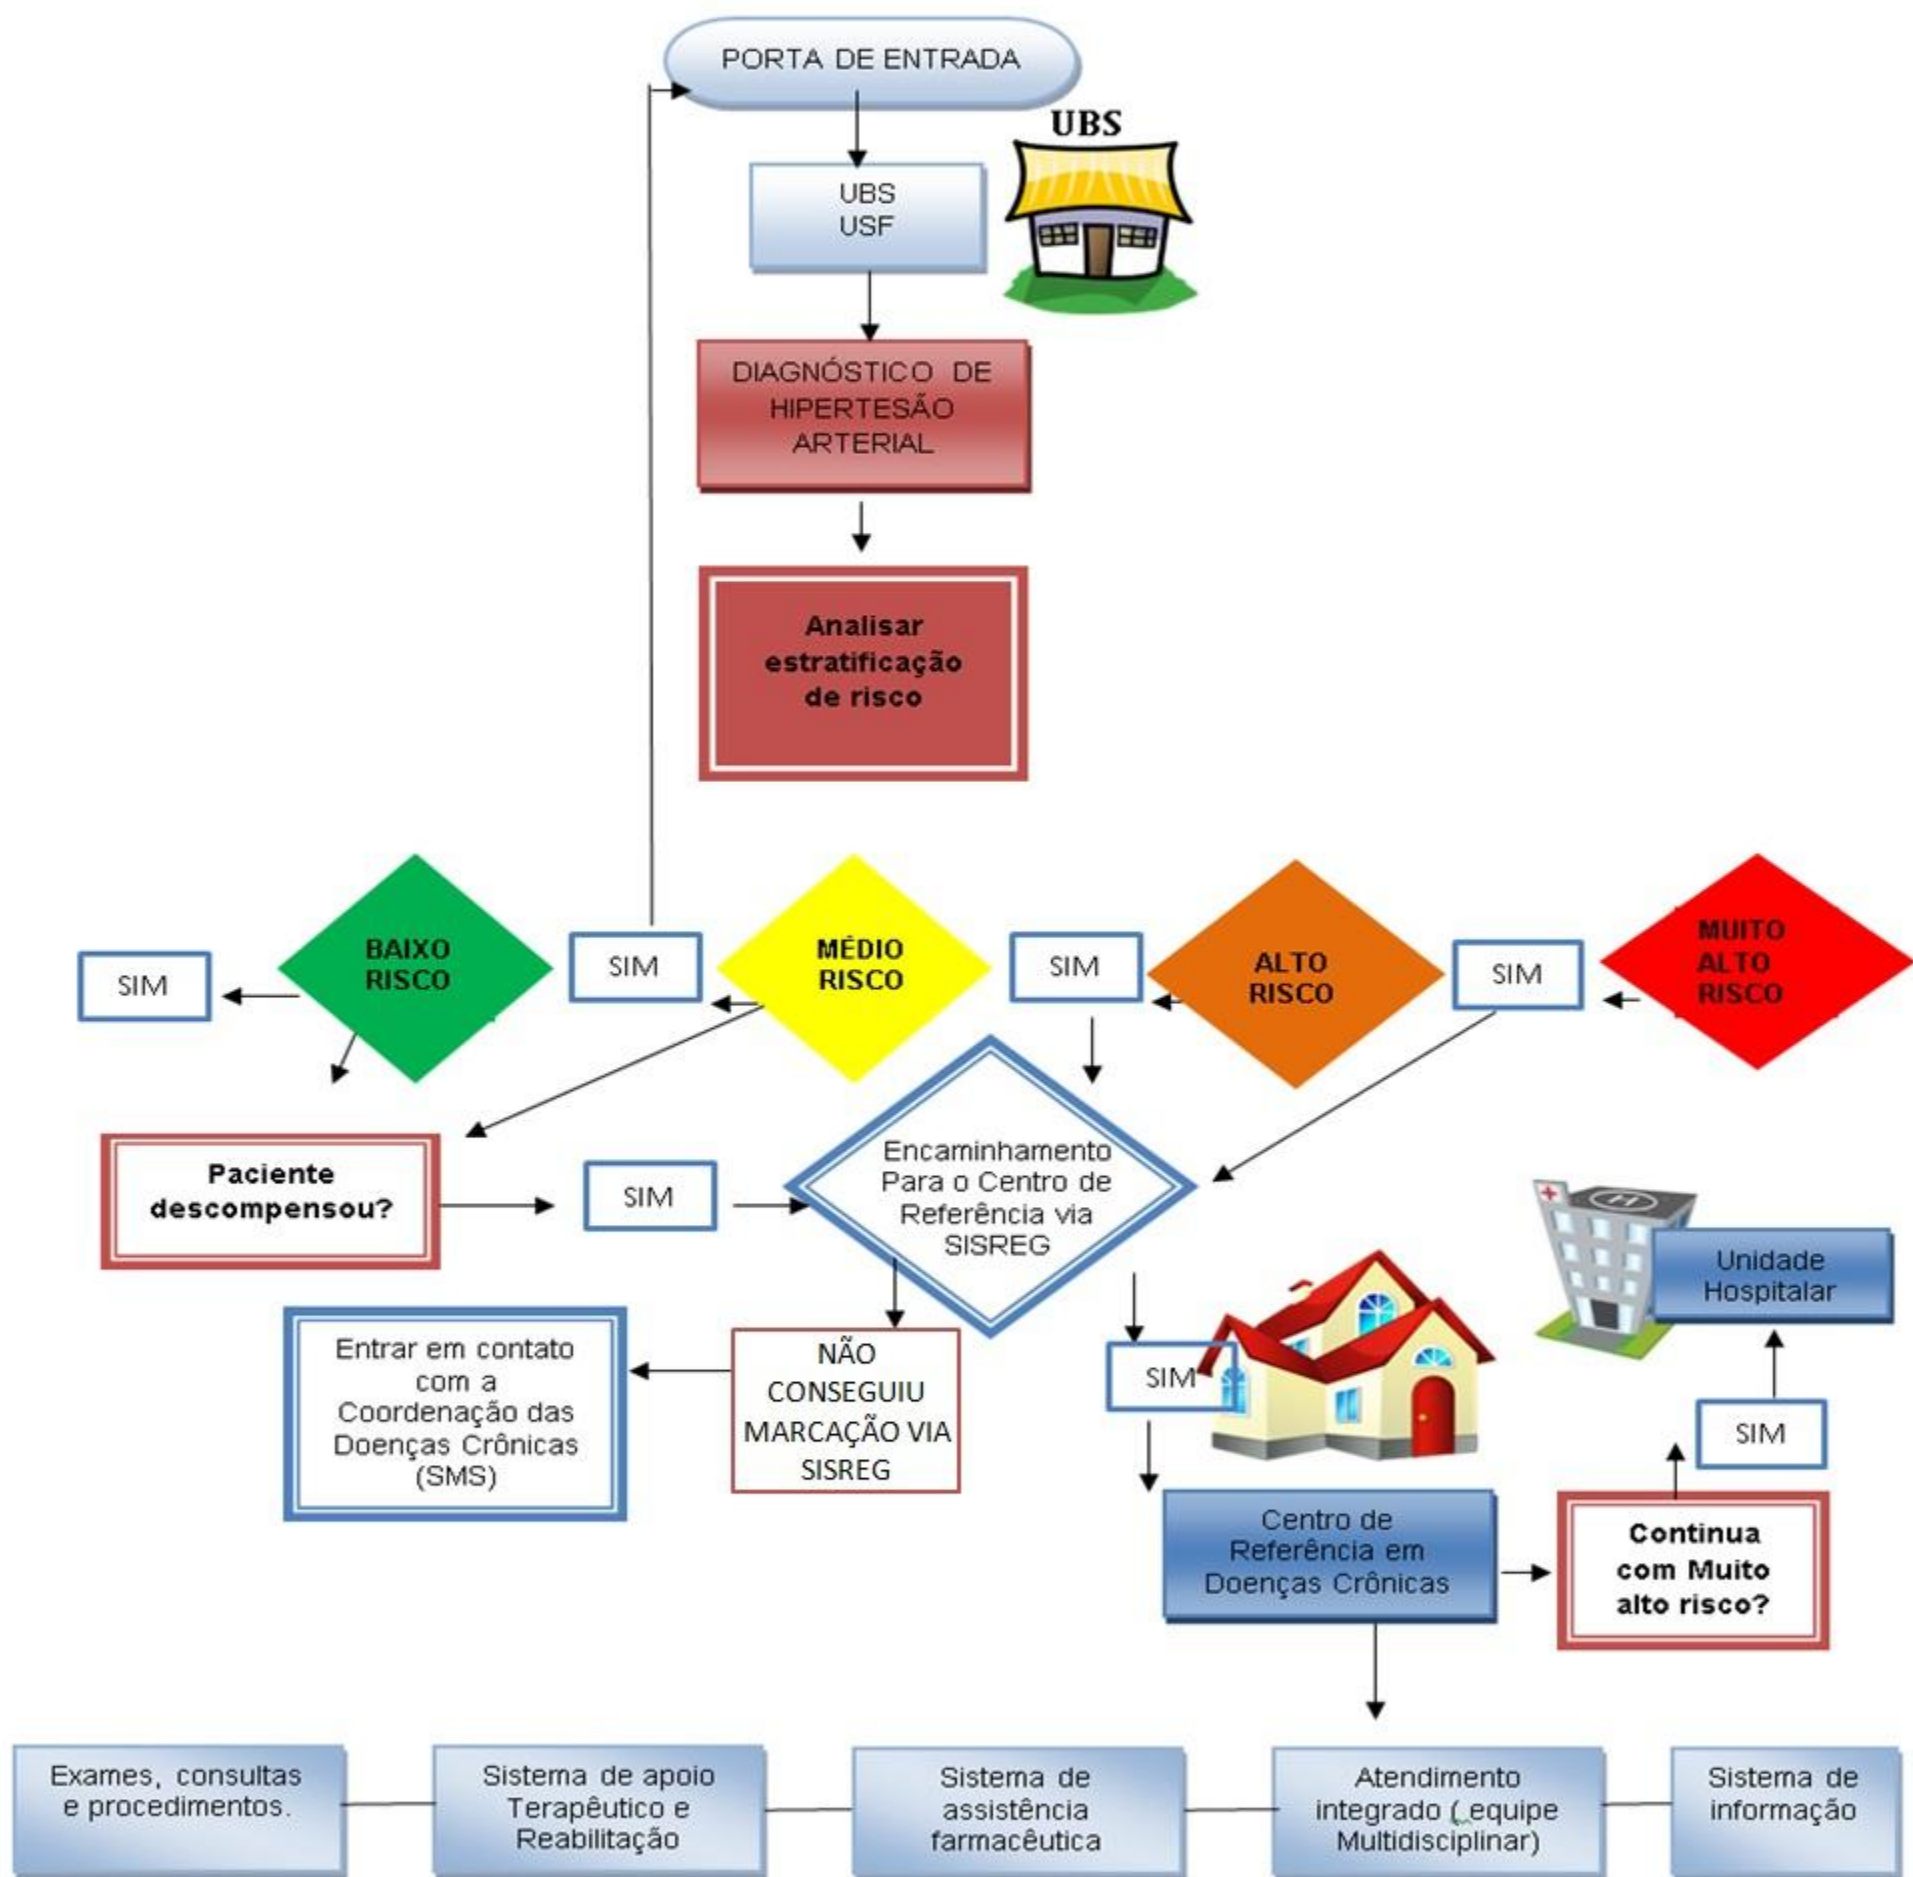 PORTA DE ENTRADA
UBS
UBS
USF
DIAGNÓSTICO DE
HIPERTESÃO
ARTERIAL
Analisar
estratificação
de risco
SIM
BAIXO
RISCO
SIM
MÉDIO
RISCO
SIM
ALTO
RISCO
SIM
MUITO
ALTO
RISCO
Paciente
descompensou?
SIM
Encaminhamento
Para o Centro de
Referência via
SISREG
H
Unidade
Hospitalar
Entrar em contato
com a
Coordenação das
Doenças Crônicas
(SMS)
NÃO
CONSEGUIU
MARCAÇÃO VIA
SISREG
SIM
SIM
Centro de
Referência em
Doenças Crônicas
Continua
com Muito
alto risco?
Exames, consultas
e procedimentos.
Sistema de apoio
Terapêutico e
Reabilitação
Sistema de
assistência
farmacêutica
Atendimento
integrado ( equipe
Multidisciplinar)
Sistema de
informação